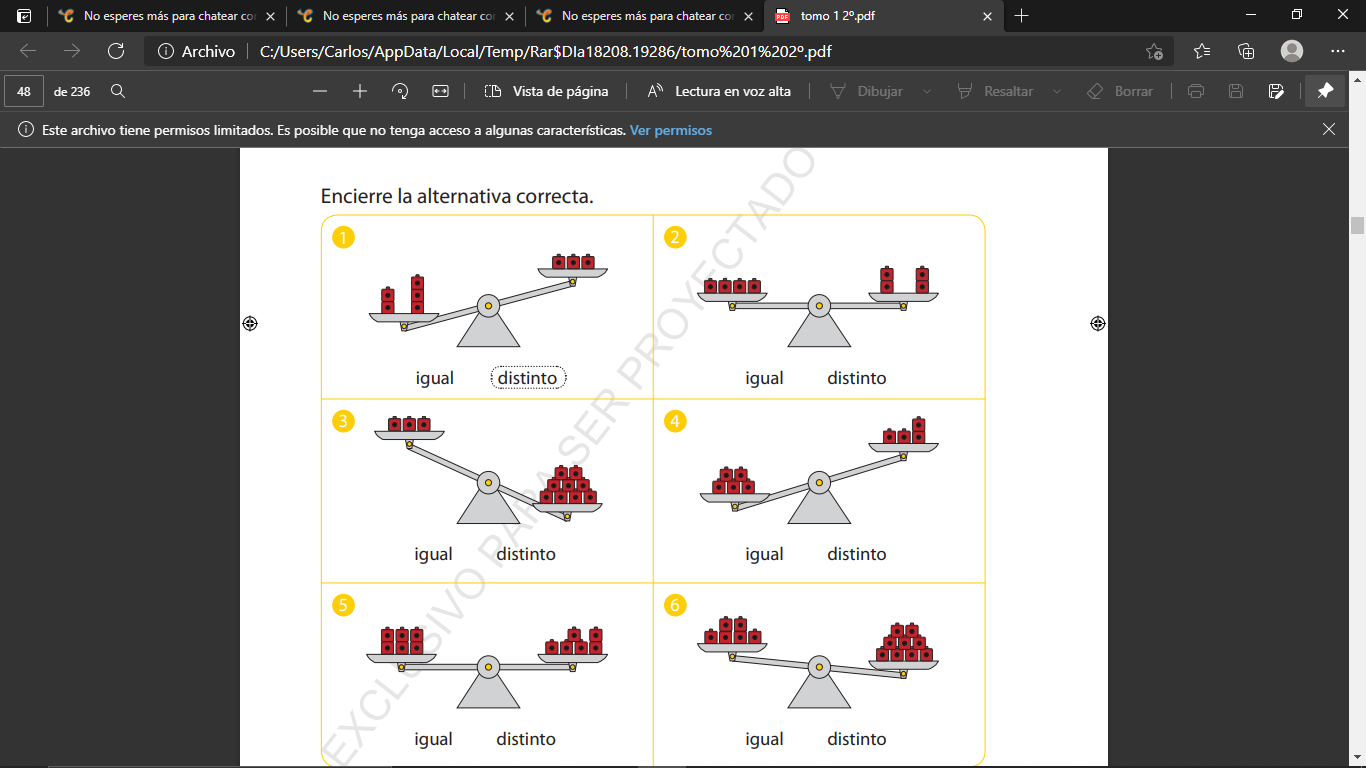 No esperes más para chatear co
No esperes más para chatear co
No esperes más para chatear co
PDF
tomo 1 2º.pdf
Archivo
C:/Users/Carlos/AppData/Local/Temp/Rar$DIa18208.19286/tomo%201%202º.pdf
48
de 236
Vista de página
Lectura en voz alta
Dibujar
Resaltar
Borrar
Este archivo tiene permisos limitados. Es posible que no tenga acceso a algunas características. Ver permisos
Encierre la alternativa correcta.
1
igual distinto
2
igual distinto
3
igual distinto
4
igual distinto
5
igual distinto
6
igual distinto
EXCLUSIVO PARA SER PROYECTADO